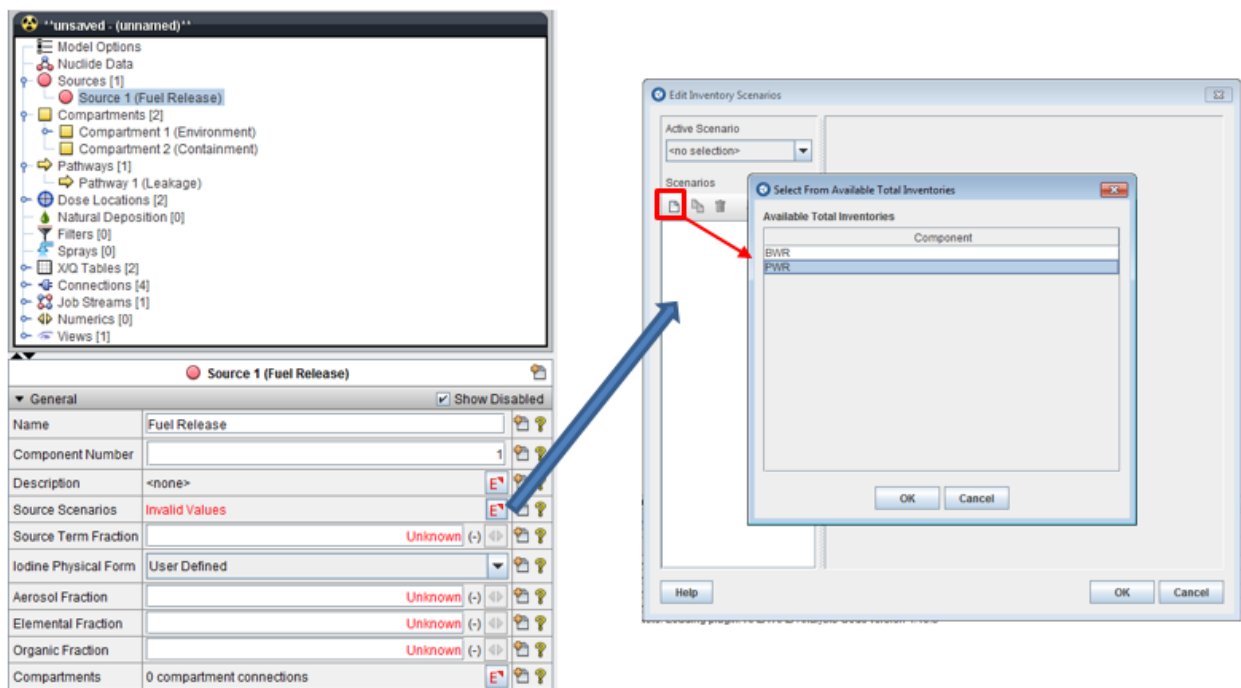 **unsaved - (unnamed)**
Model Options
Nuclide Data
Sources [1]
Source 1 (Fuel Release)
Compartments [2]
Compartment 1 (Environment)
Compartment 2 (Containment)
Pathways [1]
Pathway 1 (Leakage)
Dose Locations [2]
Natural Deposition [0]
Filters [0]
Sprays [0]
X/Q Tables [2]
Connections [4]
Job Streams [1]
Numerics [0]
Views [1]
Source 1 (Fuel Release)
General Show Disabled
Name Fuel Release
Component Number 1
Description <none> E
Source Scenarios Invalid Values E
Source Term Fraction Unknown (-)
Iodine Physical Form User Defined
Aerosol Fraction Unknown (-)
Elemental Fraction Unknown (-)
Organic Fraction Unknown (-)
Compartments 0 compartment connections E
Edit Inventory Scenarios
Active Scenario
<no selection>
Scenarios
Select From Available Total Inventories
Available Total Inventories
Component
BWR
PWR
OK Cancel
Help OK Cancel